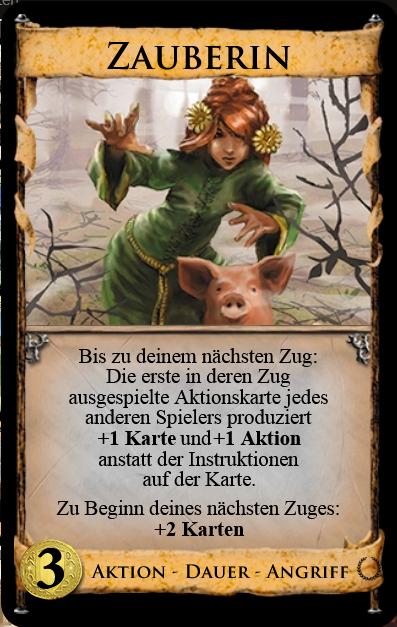 Zauberin
Bis zu deinem nächsten Zug:
Die erste in deren Zug
ausgespielte Aktionskarte jedes
anderen Spielers produziert
+1 Karte und +1 Aktion
anstatt der Instruktionen
auf der Karte.
Zu Beginn deines nächsten Zuges:
+2 Karten
3 Aktion - Dauer - Angriff